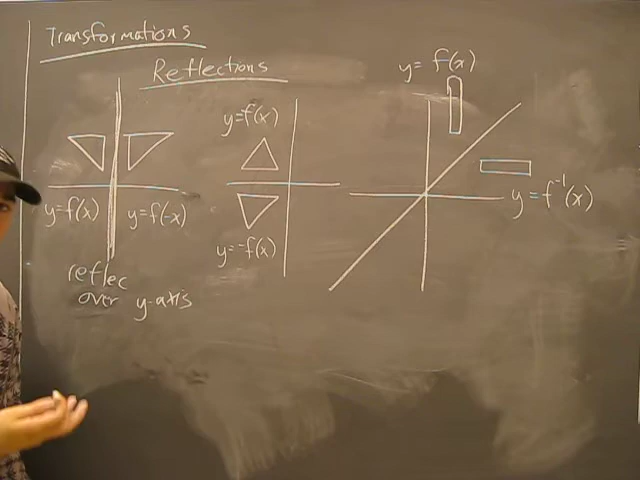 Transformations
Reflections
y = f(x)
y=f(x)
y=f(x)
y=f(-x)
y=-f(x)
y=f⁻¹(x)
reflec
over y-axis